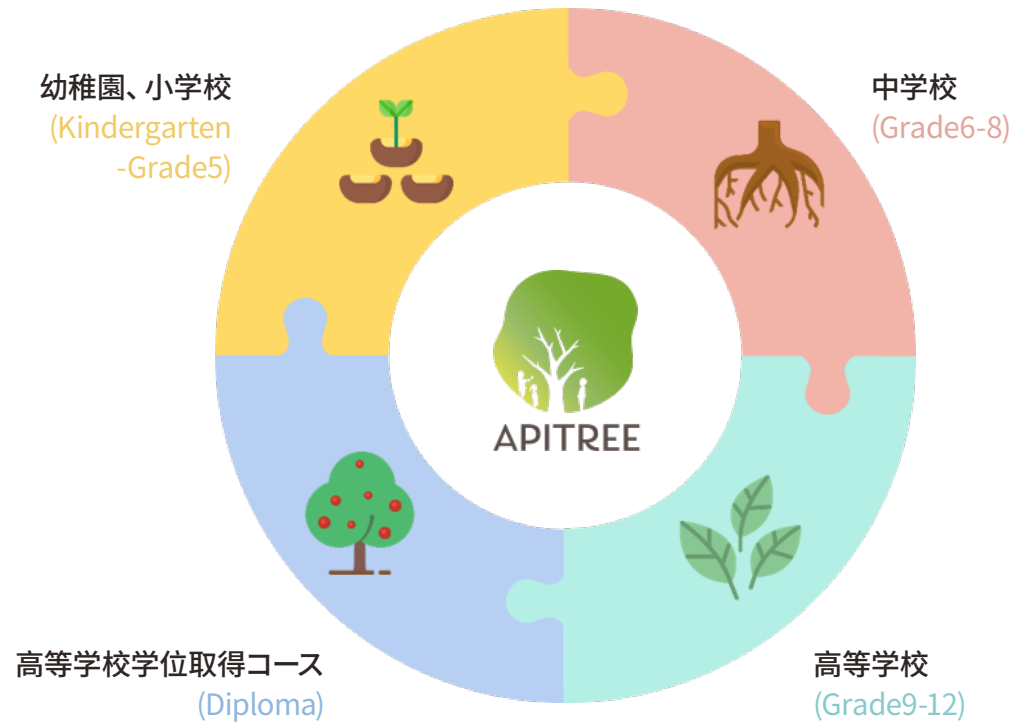 幼稚園、小学校
(Kindergarten
-Grade5)
中学校
(Grade6-8)
APITREE
高等学校学位取得コース
(Diploma)
高等学校
(Grade9-12)